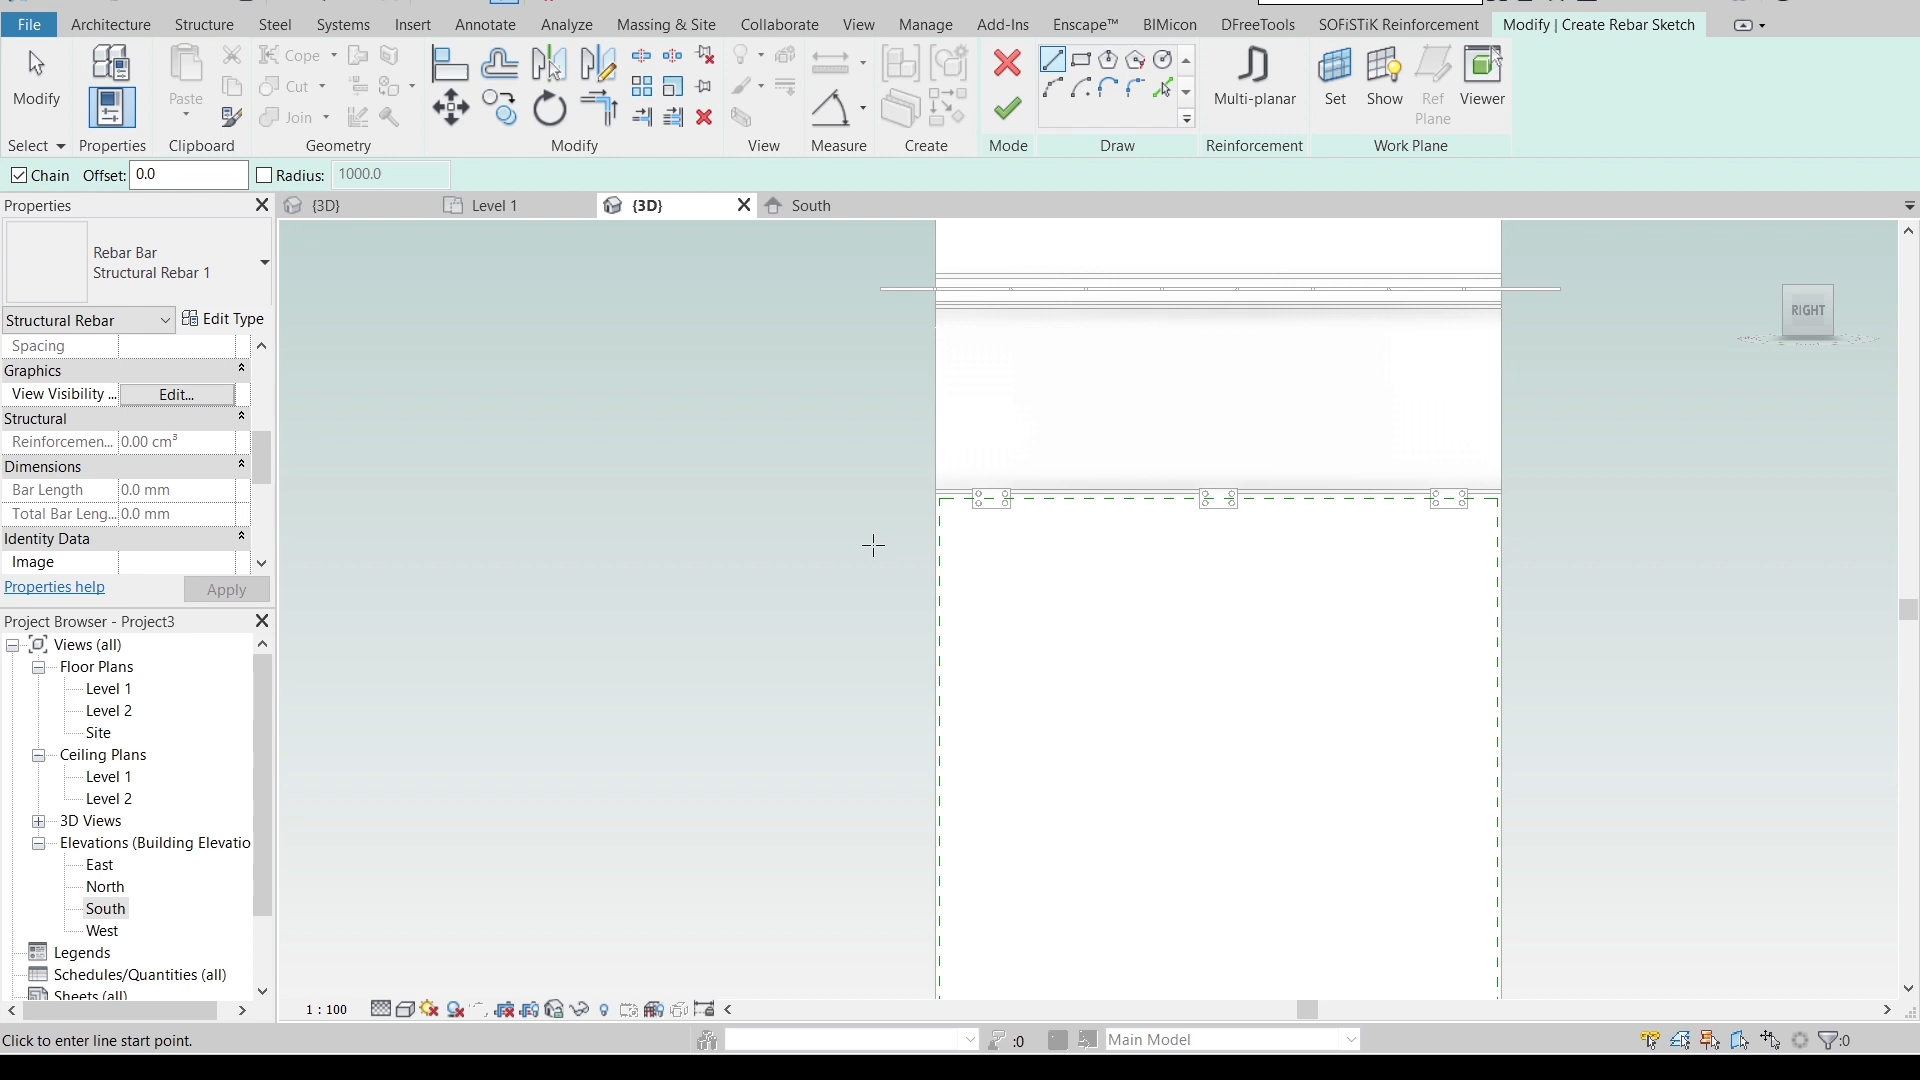 File Architecture Structure Steel Systems Insert Annotate Analyze Massing & Site Collaborate View Manage Add-Ins Enscape™ BIMicon DFreeTools SOFiSTiK Reinforcement Modify | Create Rebar Sketch
Modify
Paste
Cope
Cut
Join
Multi-planar
Set
Show
Ref
Plane
Viewer
Select Properties Clipboard Geometry Modify View Measure Create Mode Draw Reinforcement Work Plane
Chain Offset: 0.0 Radius: 1000.0
Properties
{3D} Level 1 {3D} South
Rebar Bar
Structural Rebar 1
Structural Rebar Edit Type
Spacing
Graphics
View Visibility ... Edit...
Structural
Reinforcemen... 0.00 cm³
Dimensions
Bar Length 0.0 mm
Total Bar Leng... 0.0 mm
Identity Data
Image
Properties help Apply
RIGHT
Project Browser - Project3
Views (all)
Floor Plans
Level 1
Level 2
Site
Ceiling Plans
Level 1
Level 2
3D Views
Elevations (Building Elevatio
East
North
South
West
Legends
Schedules/Quantities (all)
Sheets (all)
1 : 100
Click to enter line start point. :0 Main Model :0